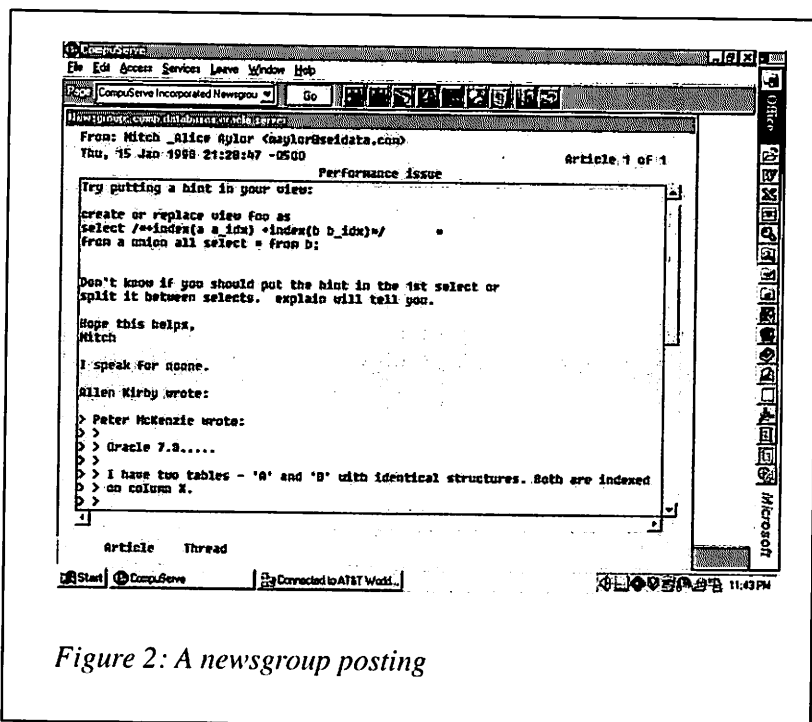 CompuServe
File Edit Access Services Leave Window Help
Page CompuServe Incorporated Newsgrou Go
From: Mitch _Alice Aylor <maylor@seidata.com>
Thu, 15 Jan 1998 21:28:47 -0500 Article 1 of 1
Performance issue
Try putting a hint in your view:
create or replace view foo as
select /*+index(a a_idx) +index(b b_idx)*/ *
from a union all select * from b;
Don't know if you should put the hint in the 1st select or
split it between selects. explain will tell you.
Hope this helps,
Mitch
I speak for noone.
Allen Kirby wrote:
> Peter McKenzie wrote:
> >
> > Oracle 7.3.....
> >
> > I have two tables - 'A' and 'B' with identical structures. Both are indexed
> > on column X.
> >
Article Thread
Start CompuServe Connected to AT&T World... 11:43 PM
Office
Microsoft
Figure 2: A newsgroup posting